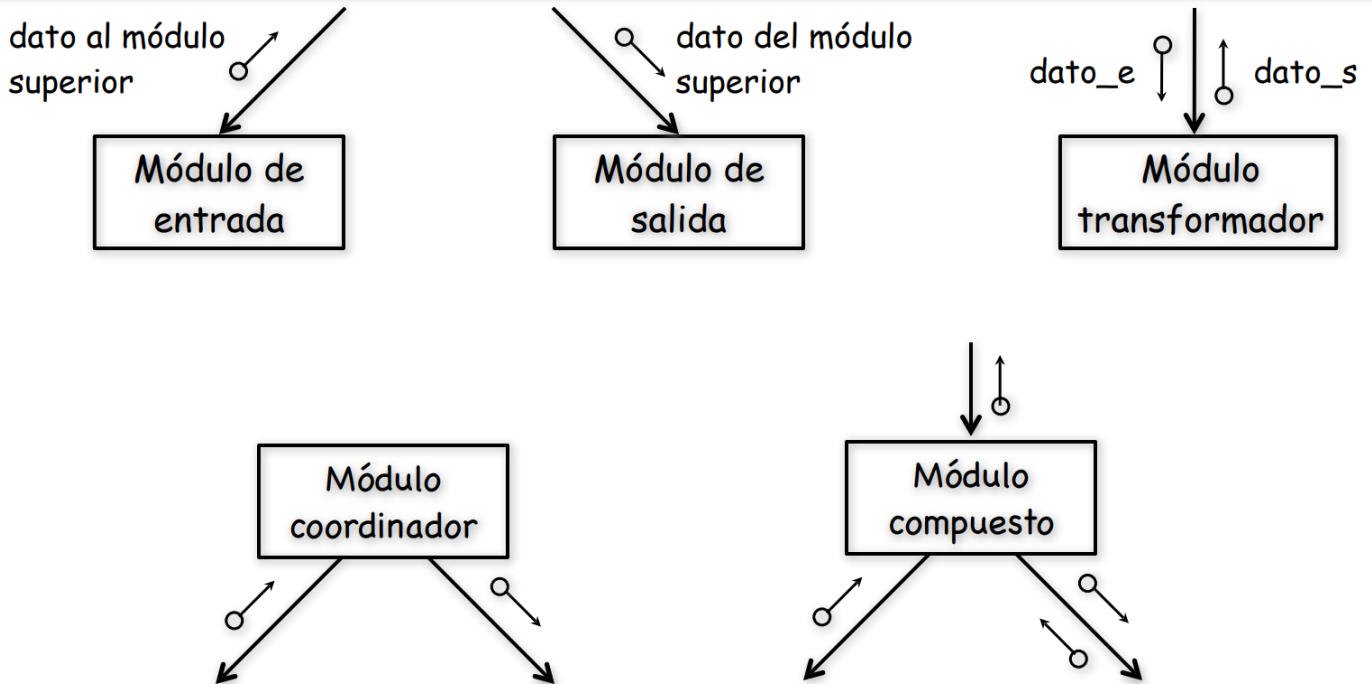 dato al módulo
superior
dato del módulo
superior
dato_e
dato_s
Módulo de
entrada
Módulo de
salida
Módulo
transformador
Módulo
coordinador
Módulo
compuesto